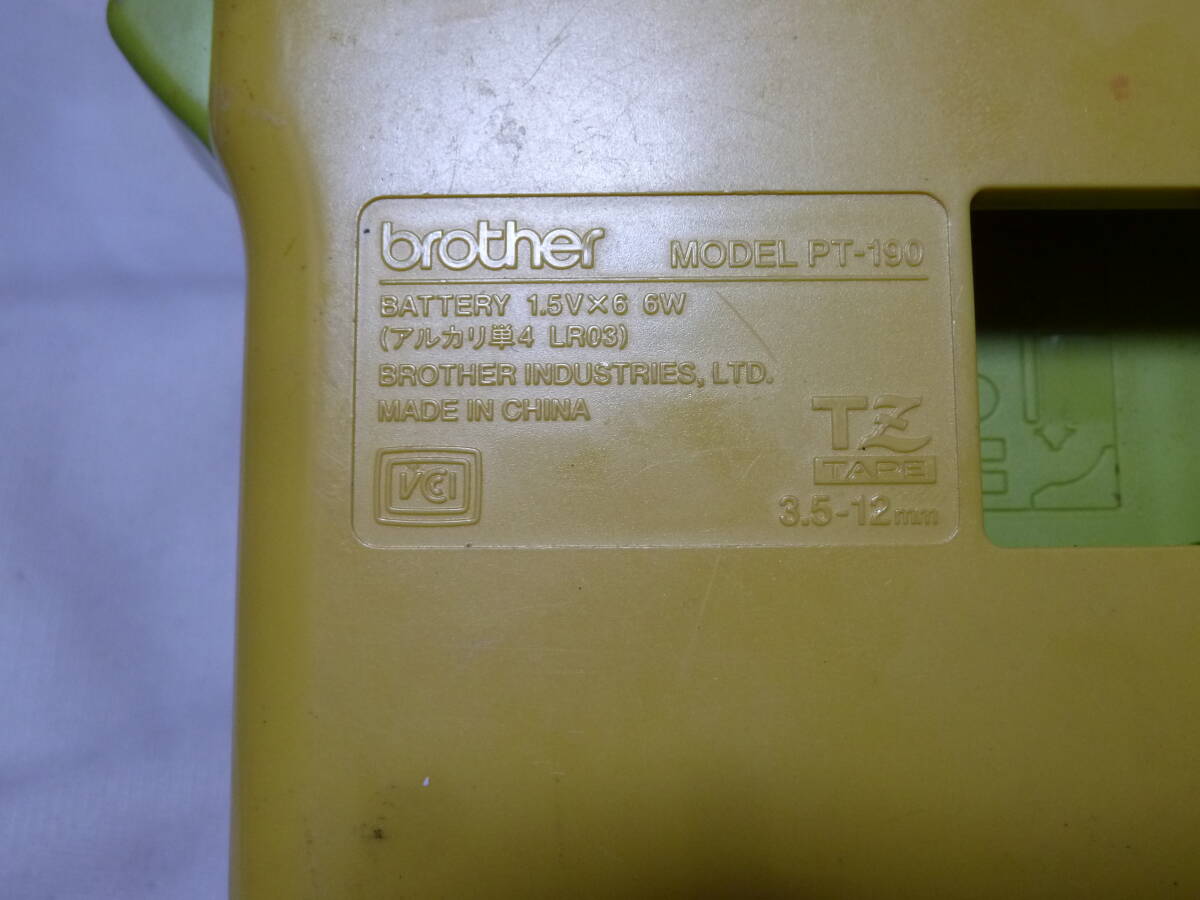 brother MODEL PT-190
BATTERY 1.5V×6 6W
(アルカリ単4 LR03)
BROTHER INDUSTRIES, LTD.
MADE IN CHINA
VCI
TZ
TAPE
3.5-12mm